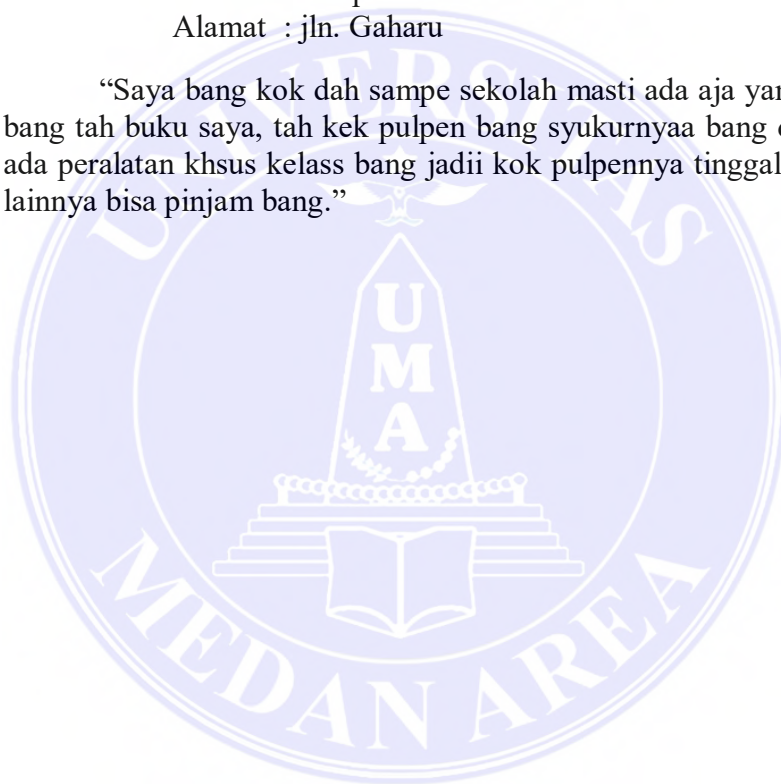 Alamat : jln. Gaharu
“Saya bang kok dah sampe sekolah masti ada aja
bang tah buku saya, tah kek pulpen bang syukurnyaa bang
ada peralatan khsus kelass bang jadii kok pulpennya tinggal
lainnya bisa pinjam bang.”
UNIVERSITAS
UMA
MEDAN AREA